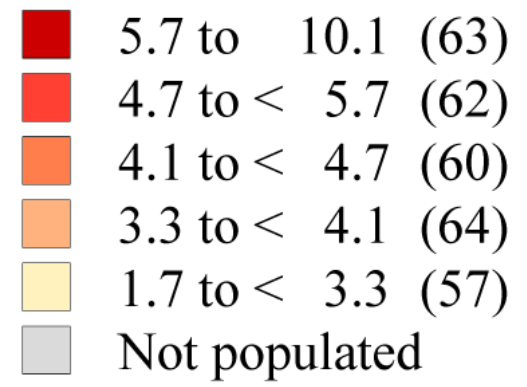 5.7 to 10.1 (63)
4.7 to < 5.7 (62)
4.1 to < 4.7 (60)
3.3 to < 4.1 (64)
1.7 to < 3.3 (57)
Not populated